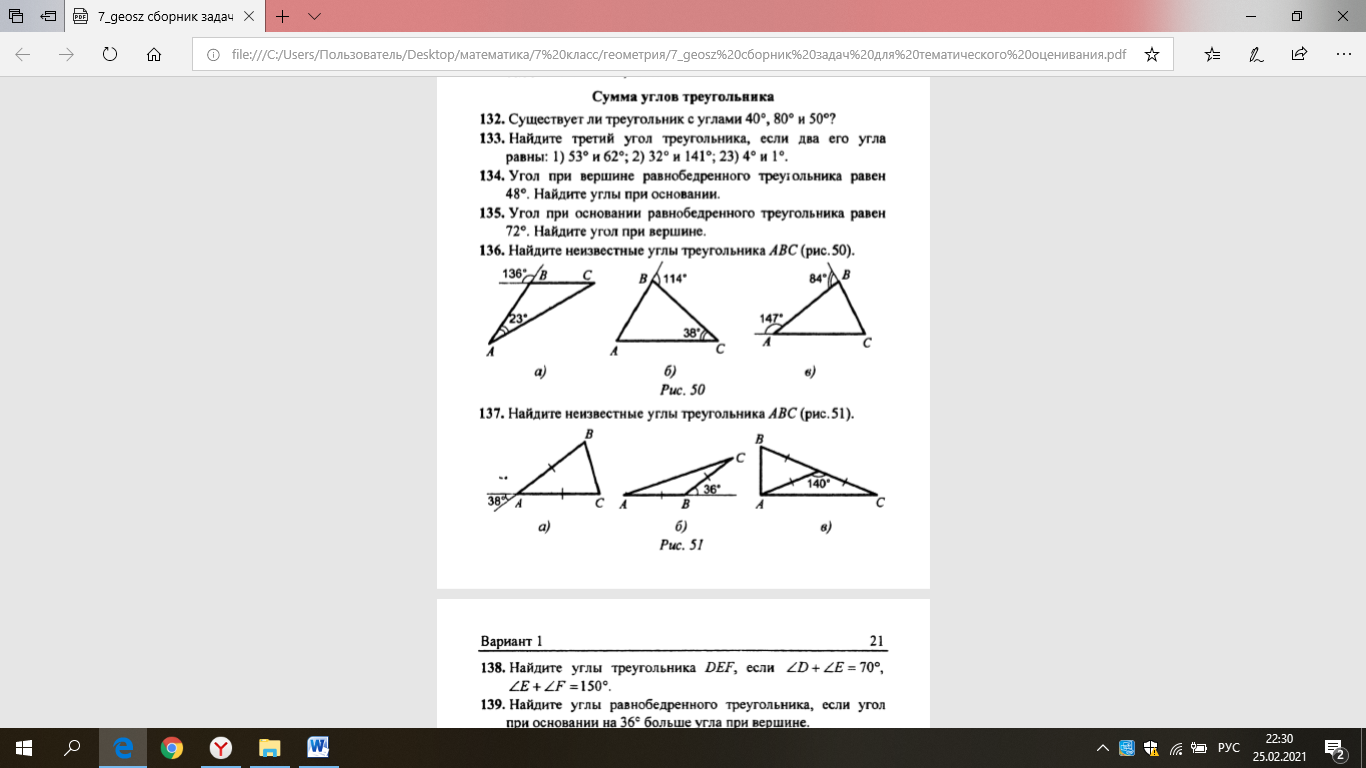 7_geosz сборник задач
file:///C:/Users/Пользователь/Desktop/математика/7%20класс/геометрия/7_geosz%20сборник%20задач%20для%20тематического%20оценивания.pdf
Сумма углов треугольника
132. Существует ли треугольник с углами 40°, 80° и 50°?
133. Найдите третий угол треугольника, если два его угла
равны: 1) 53° и 62°; 2) 32° и 141°; 23) 4° и 1°.
134. Угол при вершине равнобедренного треугольника равен
48°. Найдите углы при основании.
135. Угол при основании равнобедренного треугольника равен
72°. Найдите угол при вершине.
136. Найдите неизвестные углы треугольника ABC (рис.50).
136° B C 23° A
B 114° 38° A C
84° B 147° A C
а) б) в)
Рис. 50
137. Найдите неизвестные углы треугольника ABC (рис.51).
B 38° A C
C 36° A B
B 140° A C
а) б) в)
Рис. 51
Вариант 1 21
138. Найдите углы треугольника DEF, если ∠D + ∠E = 70°,
∠E + ∠F = 150°.
139. Найдите углы равнобедренного треугольника, если угол
при основании на 36° больше угла при вершине.
РУС
22:30
25.02.2021
2